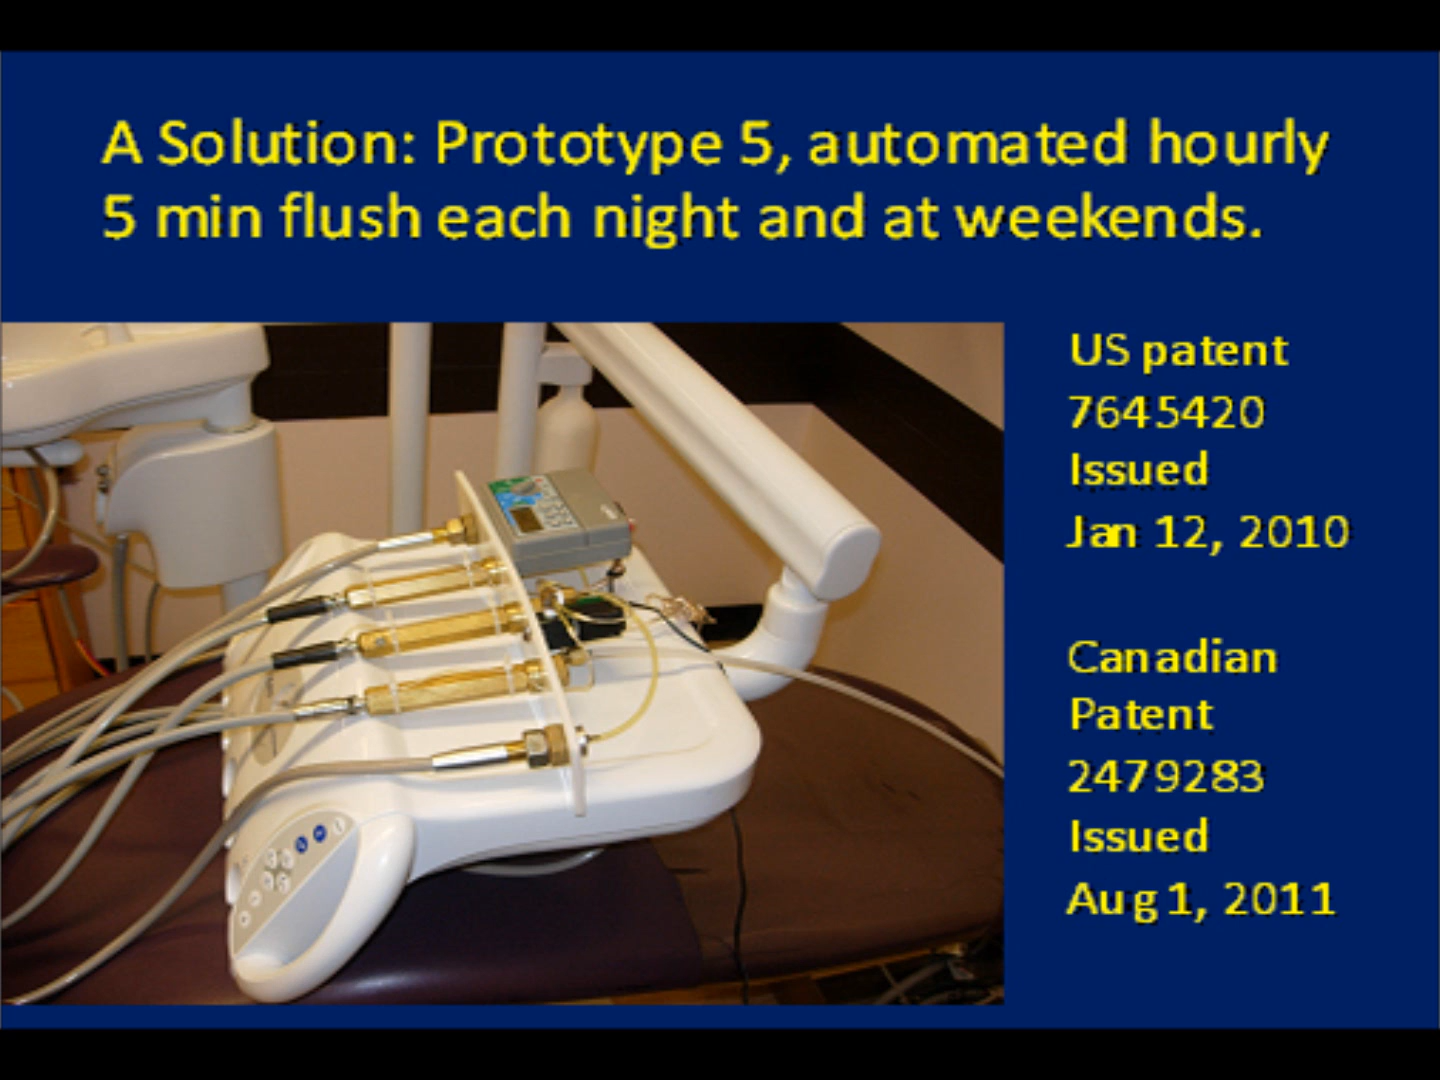 A Solution: Prototype 5, automated hourly
5 min flush each night and at weekends.
US patent
7645420
Issued
Jan 12, 2010
Canadian
Patent
2479283
Issued
Aug 1, 2011